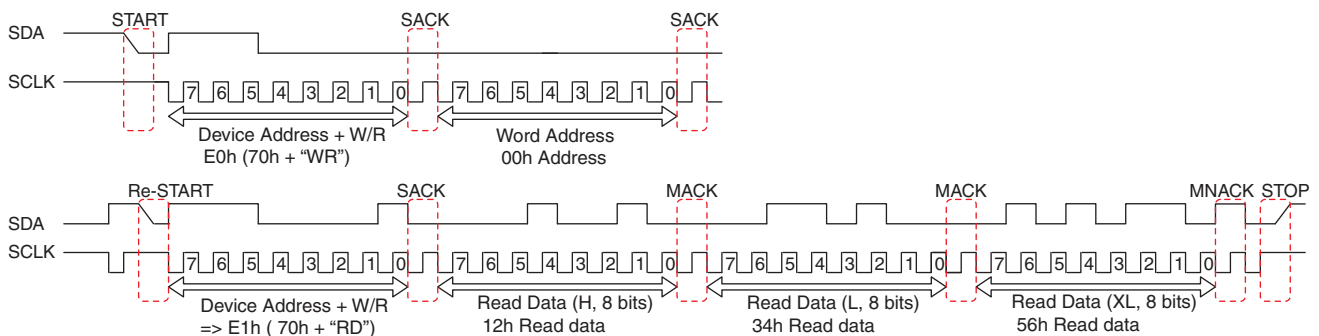 START SACK SACK
SDA
SCLK 7 6 5 4 3 2 1 0 7 6 5 4 3 2 1 0
Device Address + W/R Word Address
E0h (70h + “WR”) 00h Address
Re-START SACK MACK MACK MNACK STOP
SDA
SCLK 7 6 5 4 3 2 1 0 7 6 5 4 3 2 1 0 7 6 5 4 3 2 1 0 7 6 5 4 3 2 1 0
Device Address + W/R Read Data (H, 8 bits) Read Data (L, 8 bits) Read Data (XL, 8 bits)
=> E1h ( 70h + “RD”) 12h Read data 34h Read data 56h Read data